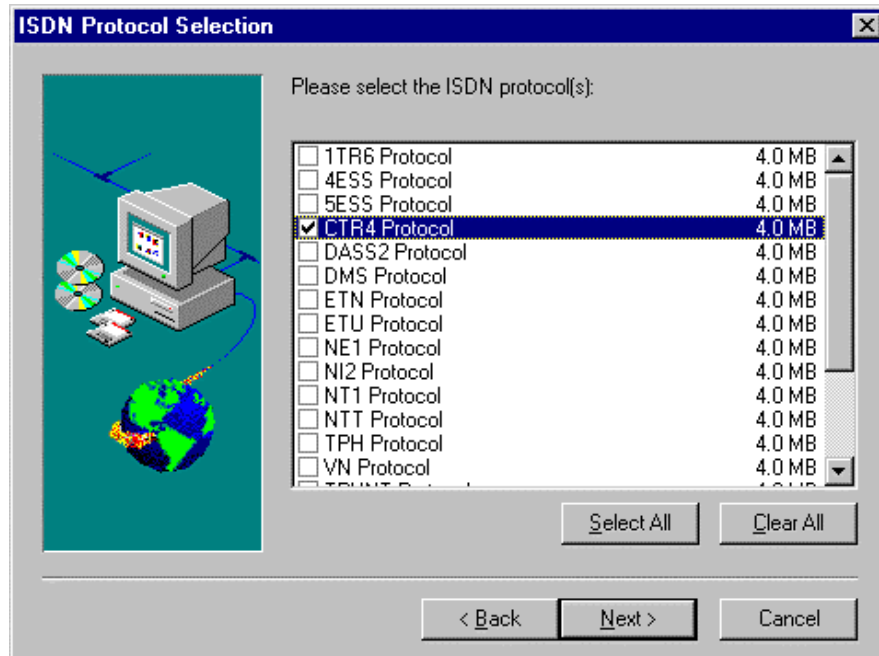 ISDN Protocol Selection
Please select the ISDN protocol(s):
1TR6 Protocol 4.0 MB
4ESS Protocol 4.0 MB
5ESS Protocol 4.0 MB
CTR4 Protocol 4.0 MB
DASS2 Protocol 4.0 MB
DMS Protocol 4.0 MB
ETN Protocol 4.0 MB
ETU Protocol 4.0 MB
NE1 Protocol 4.0 MB
NI2 Protocol 4.0 MB
NT1 Protocol 4.0 MB
NTT Protocol 4.0 MB
TPH Protocol 4.0 MB
VN Protocol 4.0 MB
Select All Clear All
< Back Next > Cancel